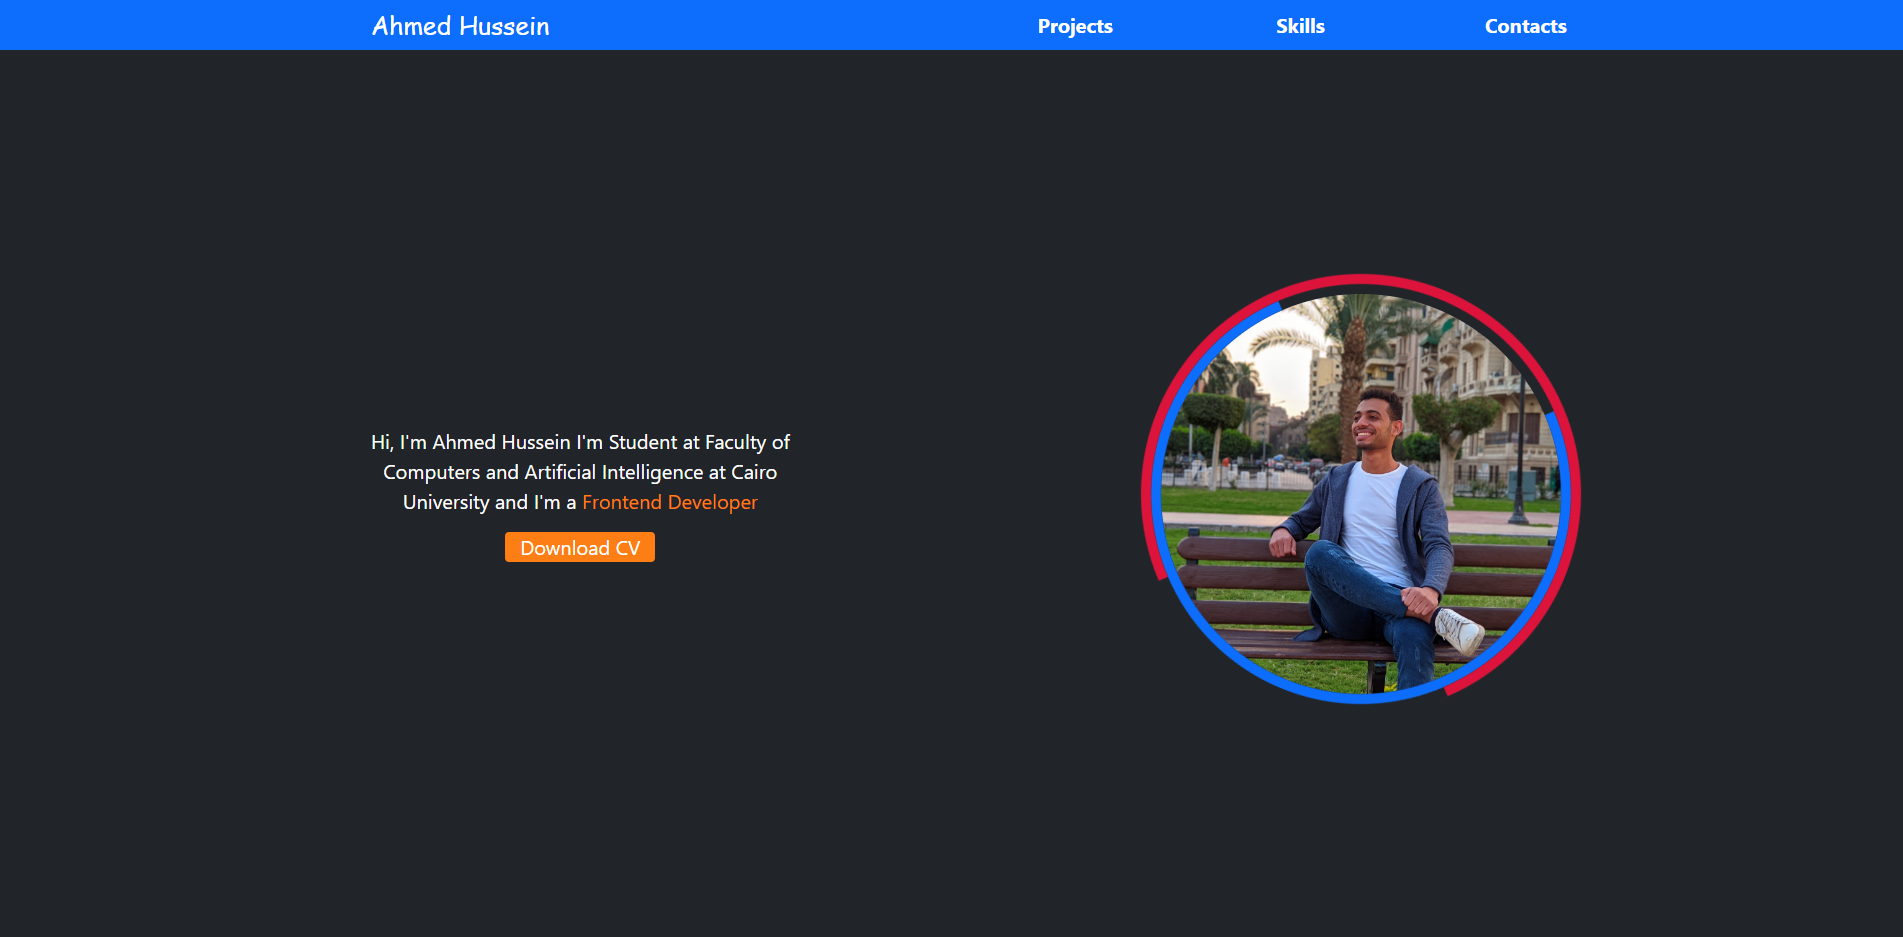 Ahmed Hussein
Projects
Skills
Contacts
Hi, I'm Ahmed Hussein I'm Student at Faculty of
Computers and Artificial Intelligence at Cairo
University and I'm a Frontend Developer
Download CV